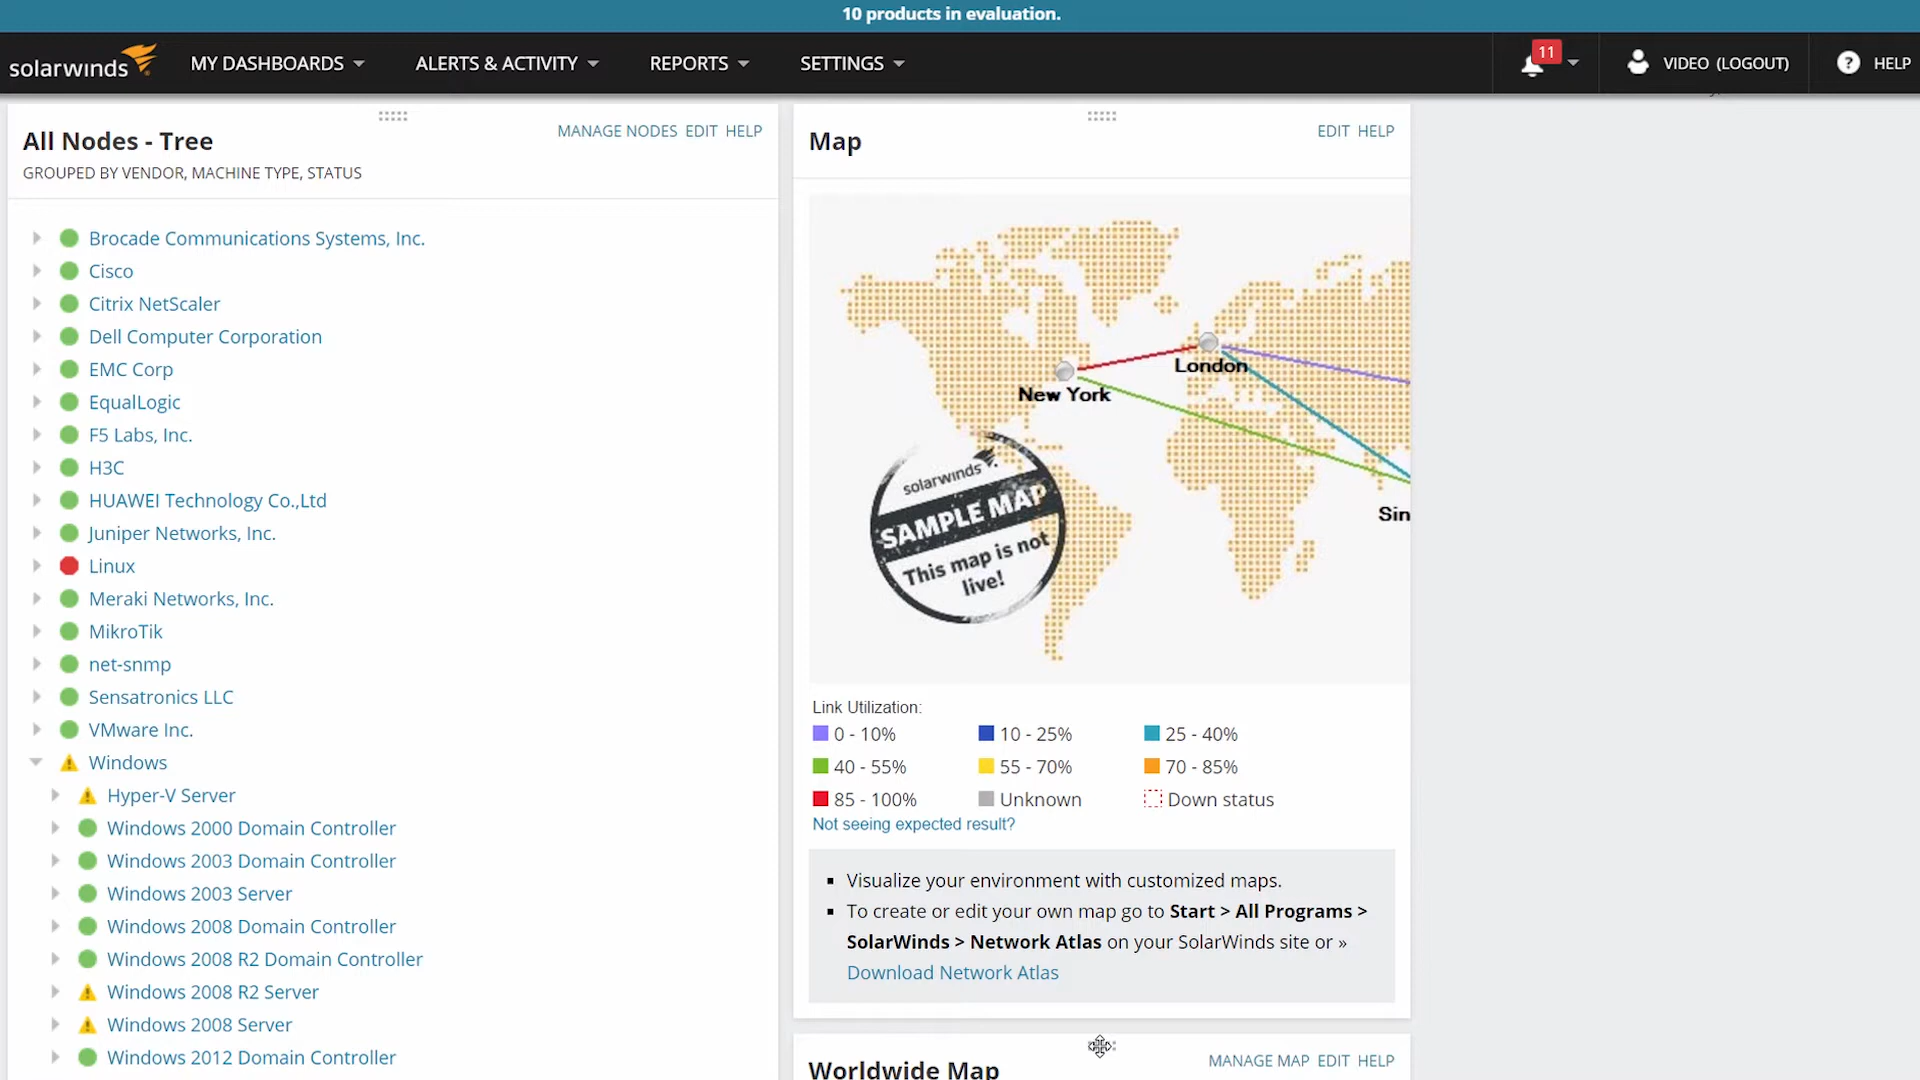 10 products in evaluation.
solarwinds
MY DASHBOARDS
ALERTS & ACTIVITY
REPORTS
SETTINGS
11
VIDEO (LOGOUT)
? HELP
All Nodes - Tree
MANAGE NODES EDIT HELP
GROUPED BY VENDOR, MACHINE TYPE, STATUS
Brocade Communications Systems, Inc.
Cisco
Citrix NetScaler
Dell Computer Corporation
EMC Corp
EqualLogic
F5 Labs, Inc.
H3C
HUAWEI Technology Co.,Ltd
Juniper Networks, Inc.
Linux
Meraki Networks, Inc.
MikroTik
net-snmp
Sensatronics LLC
VMware Inc.
Windows
Hyper-V Server
Windows 2000 Domain Controller
Windows 2003 Domain Controller
Windows 2003 Server
Windows 2008 Domain Controller
Windows 2008 R2 Domain Controller
Windows 2008 R2 Server
Windows 2008 Server
Windows 2012 Domain Controller
Map
EDIT HELP
London
New York
Sin
solarwinds
SAMPLE MAP
This map is not
live!
Link Utilization:
0 - 10% 10 - 25% 25 - 40%
40 - 55% 55 - 70% 70 - 85%
85 - 100% Unknown Down status
Not seeing expected result?
▪ Visualize your environment with customized maps.
▪ To create or edit your own map go to Start > All Programs >
SolarWinds > Network Atlas on your SolarWinds site or »
Download Network Atlas
Worldwide Map
MANAGE MAP EDIT HELP